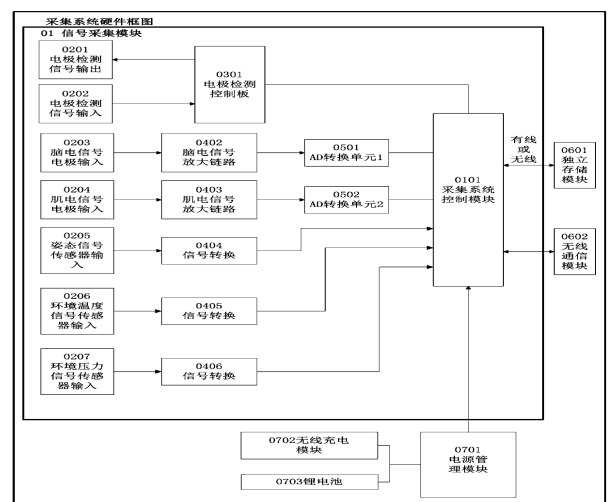 采集系统硬件框图
01 信号采集模块
0201
电极检测
信号输出
0202
电极检测
信号输入
0301
电极检测
控制板
0203
脑电信号
电极输入
0402
脑电信号
放大链路
0501
AD转换单元1
0204
肌电信号
电极输入
0403
肌电信号
放大链路
0502
AD转换单元2
0205
姿态信号
传感器输
入
0404
信号转换
0206
环境温度
信号传感
器输入
0405
信号转换
0207
环境压力
信号传感
器输入
0406
信号转换
0101
采集系统
控制模块
有线
或
无线
0601
独立
存储
模块
0602
无线
通信
模块
0702无线充电
模块
0703锂电池
0701
电源管
理模块